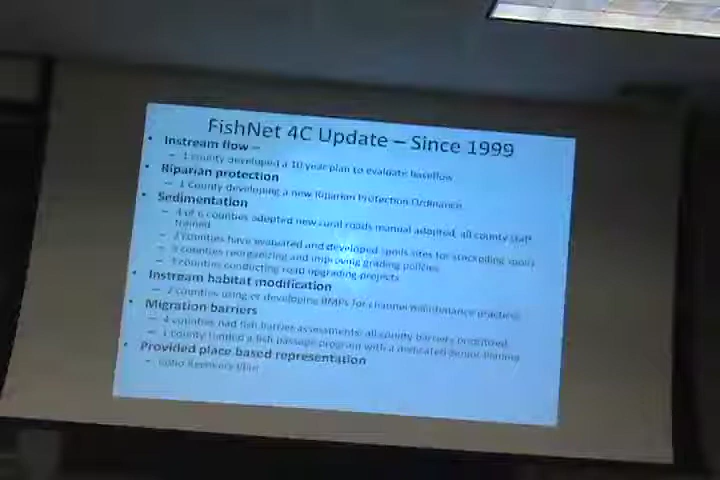 FishNet 4C Update – Since 1999
• Instream flow –
– 1 county developed a 10 year plan to evaluate baseflow
• Riparian protection
– 1 County developing a new Riparian Protection Ordinance
• Sedimentation
– 4 of 6 counties adopted new rural roads manual adopted, all county staff
trained
– 2 counties have evaluated and developed spoils sites for stockpiling spoils
– counties reorganizing and improving grading policies
– counties conducting road upgrading projects
• Instream habitat modification
– 2 counties using or developing BMPs for channel maintenance practices
• Migration barriers
– 4 counties had fish barrier assessments: all county barriers prioritized
– 1 county funded a fish passage program with a dedicated
• Provided place based representation
– Coho Recovery Plan